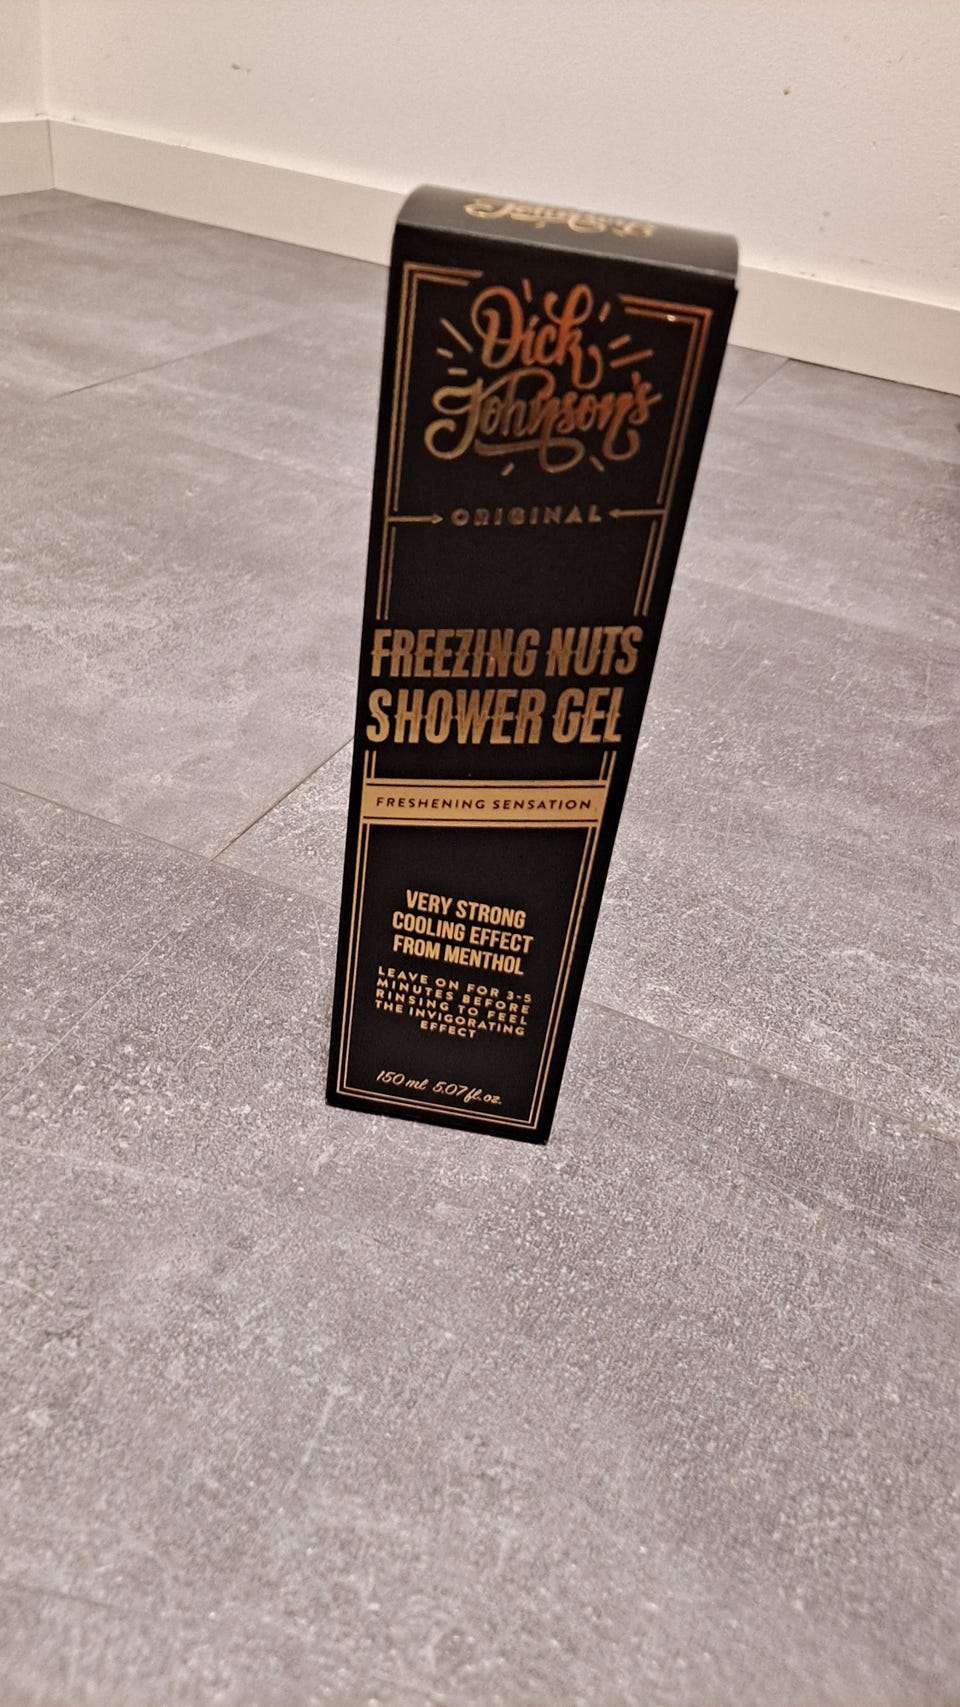 Johnson's
Dick
Johnson's
ORIGINAL
FREEZING NUTS
SHOWER GEL
FRESHENING SENSATION
VERY STRONG
COOLING EFFECT
FROM MENTHOL
LEAVE ON FOR 3-5
MINUTES BEFORE
RINSING TO FEEL
THE INVIGORATING
EFFECT
150 ml 5.07 fl.oz.